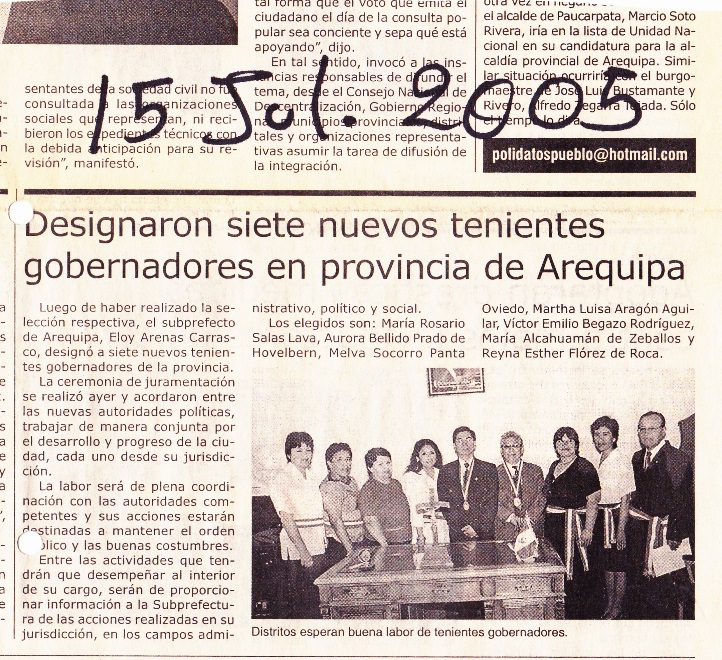 sentantes de la sociedad civil no fue
consultada a las organizaciones
sociales que representan, ni reci-
bieron los expedientes técnicos con
la debida anticipación para su re-
visión”, manifestó.
tal forma que el voto que emita el
ciudadano el día de la consulta po-
pular sea conciente y sepa qué está
apoyando”, dijo.
En tal sentido, invocó a las ins-
tancias responsables de difundir el
tema, desde el Consejo Nacional de
Descentralización, Gobierno Regio-
nal, municipios provinciales, distri-
tales y organizaciones representa-
tivas asumir la tarea de difusión de
la integración.
otra vez en
el alcalde de Paucarpata, Marcio Soto
Rivera, iría en la lista de Unidad Na-
cional en su candidatura para la al-
caldía provincial de Arequipa. Simi-
lar situación ocurriría con el burgo-
maestre de José Luis Bustamante y
Rivero, Alfredo Zegarra Tejada. Sólo
el tiempo lo dirá.
15 Jul. 2005
polidatospueblo@hotmail.com
Designaron siete nuevos tenientes
gobernadores en provincia de Arequipa
Luego de haber realizado la se-
lección respectiva, el subprefecto
de Arequipa, Eloy Arenas Carras-
co, designó a siete nuevos tenien-
tes gobernadores de la provincia.
La ceremonia de juramentación
se realizó ayer y acordaron entre
las nuevas autoridades políticas,
trabajar de manera conjunta por
el desarrollo y progreso de la ciu-
dad, cada uno desde su jurisdic-
ción.
La labor será de plena coordi-
nación con las autoridades com-
petentes y sus acciones estarán
destinadas a mantener el orden
público y las buenas costumbres.
Entre las actividades que ten-
drán que desempeñar al interior
de su cargo, serán de proporcio-
nar información a la Subprefectu-
ra de las acciones realizadas en su
jurisdicción, en los campos admi-
nistrativo, político y social.
Los elegidos son: María Rosario
Salas Lava, Aurora Bellido Prado de
Hovelbern, Melva Socorro Panta
Oviedo, Martha Luisa Aragón Agui-
lar, Víctor Emilio Begazo Rodríguez,
María Alcahuamán de Zeballos y
Reyna Esther Flórez de Roca.
Distritos esperan buena labor de tenientes gobernadores.